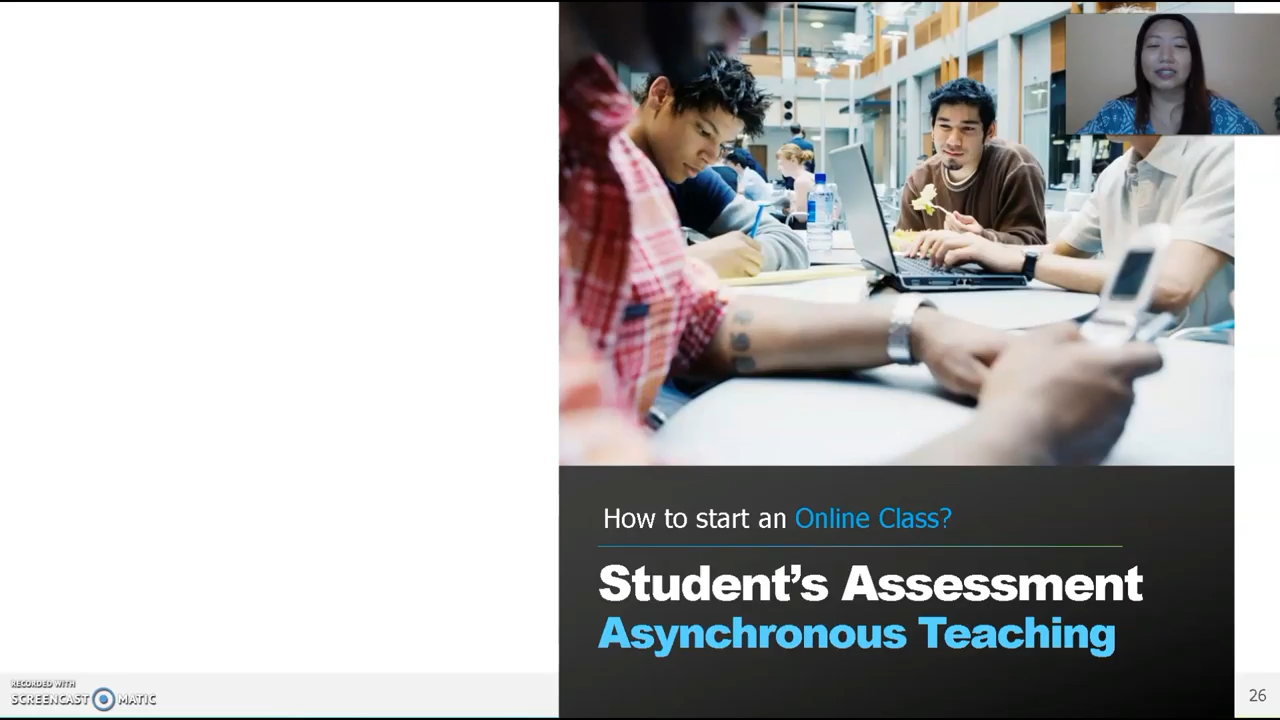 How to start an Online Class?
Student's Assessment
Asynchronous Teaching
RECORDED WITH
SCREENCAST MATIC
26